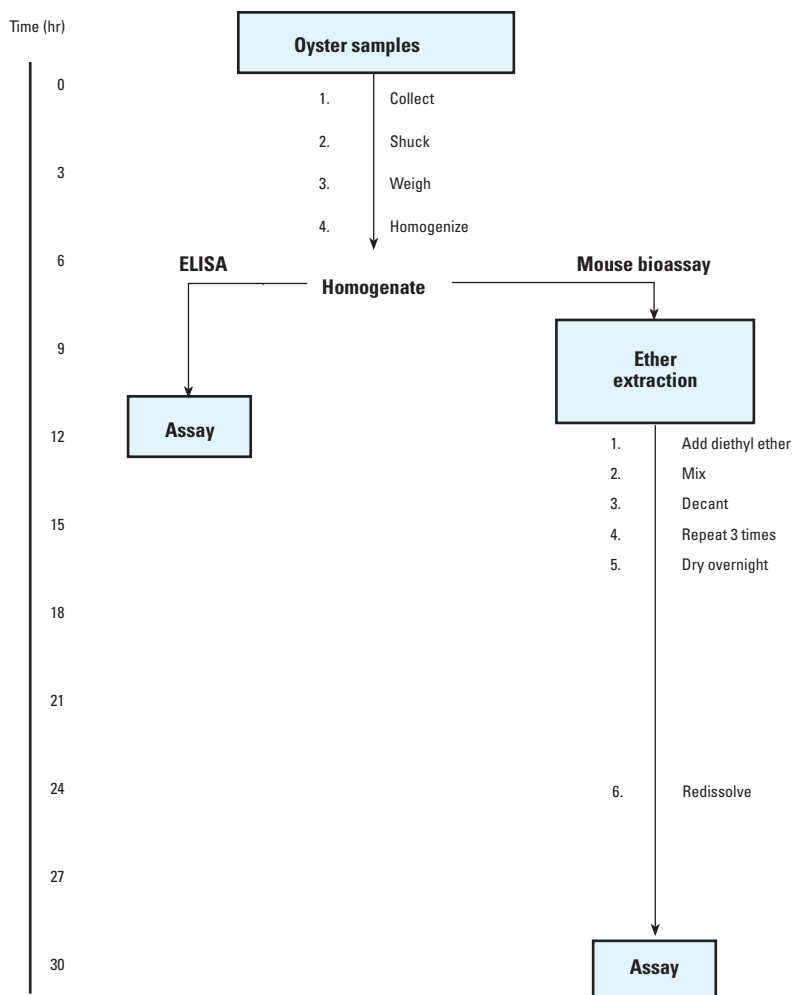 Time (hr)
Oyster samples
0
1. Collect
2. Shuck
3
3. Weigh
4. Homogenize
6
ELISA
Mouse bioassay
Homogenate
9
Ether
extraction
Assay
12
1. Add diethyl ether
2. Mix
3. Decant
15
4. Repeat 3 times
5. Dry overnight
18
21
24
6. Redissolve
27
30
Assay